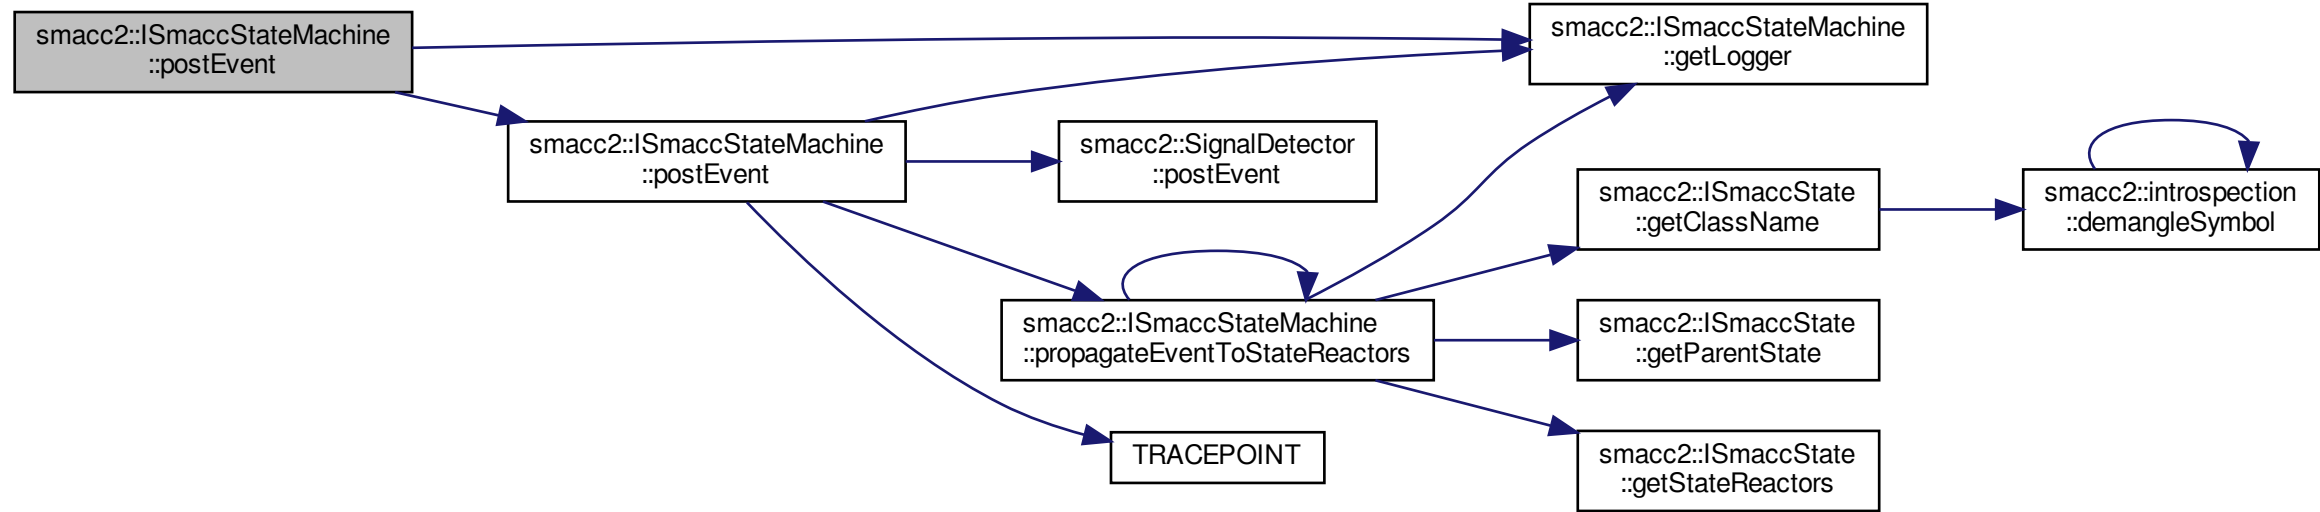 smacc2::ISmaccStateMachine
::postEvent
smacc2::ISmaccStateMachine
::getLogger
smacc2::ISmaccStateMachine
::postEvent
smacc2::SignalDetector
::postEvent
smacc2::ISmaccState
::getClassName
smacc2::introspection
::demangleSymbol
smacc2::ISmaccStateMachine
::propagateEventToStateReactors
smacc2::ISmaccState
::getParentState
TRACEPOINT
smacc2::ISmaccState
::getStateReactors